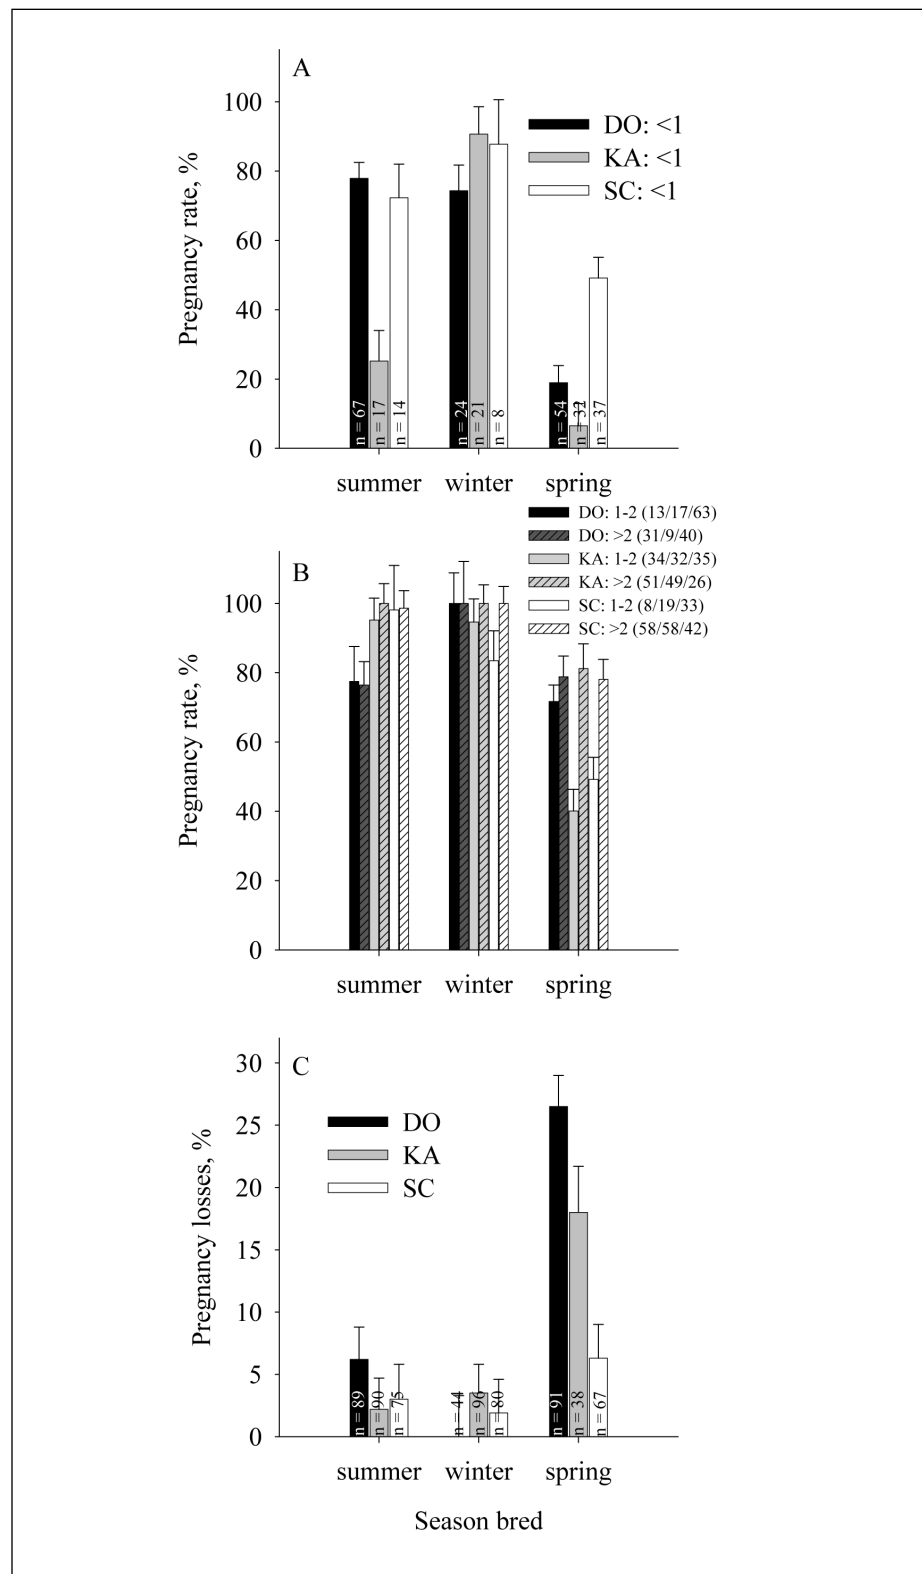 A
100
80
60
40
20
0
Pregnancy rate, %
DO: <1
KA: <1
SC: <1
n = 67
n = 17
n = 14
n = 24
n = 21
n = 8
n = 54
n = 32
n = 37
summer winter spring
B
100
80
60
40
20
0
Pregnancy rate, %
DO: 1-2 (13/17/63)
DO: >2 (31/9/40)
KA: 1-2 (34/32/35)
KA: >2 (51/49/26)
SC: 1-2 (8/19/33)
SC: >2 (58/58/42)
summer winter spring
C
30
25
20
15
10
5
0
Pregnancy losses, %
DO
KA
SC
n = 89
n = 90
n = 75
n = 44
n = 96
n = 80
n = 91
n = 38
n = 67
summer winter spring
Season bred